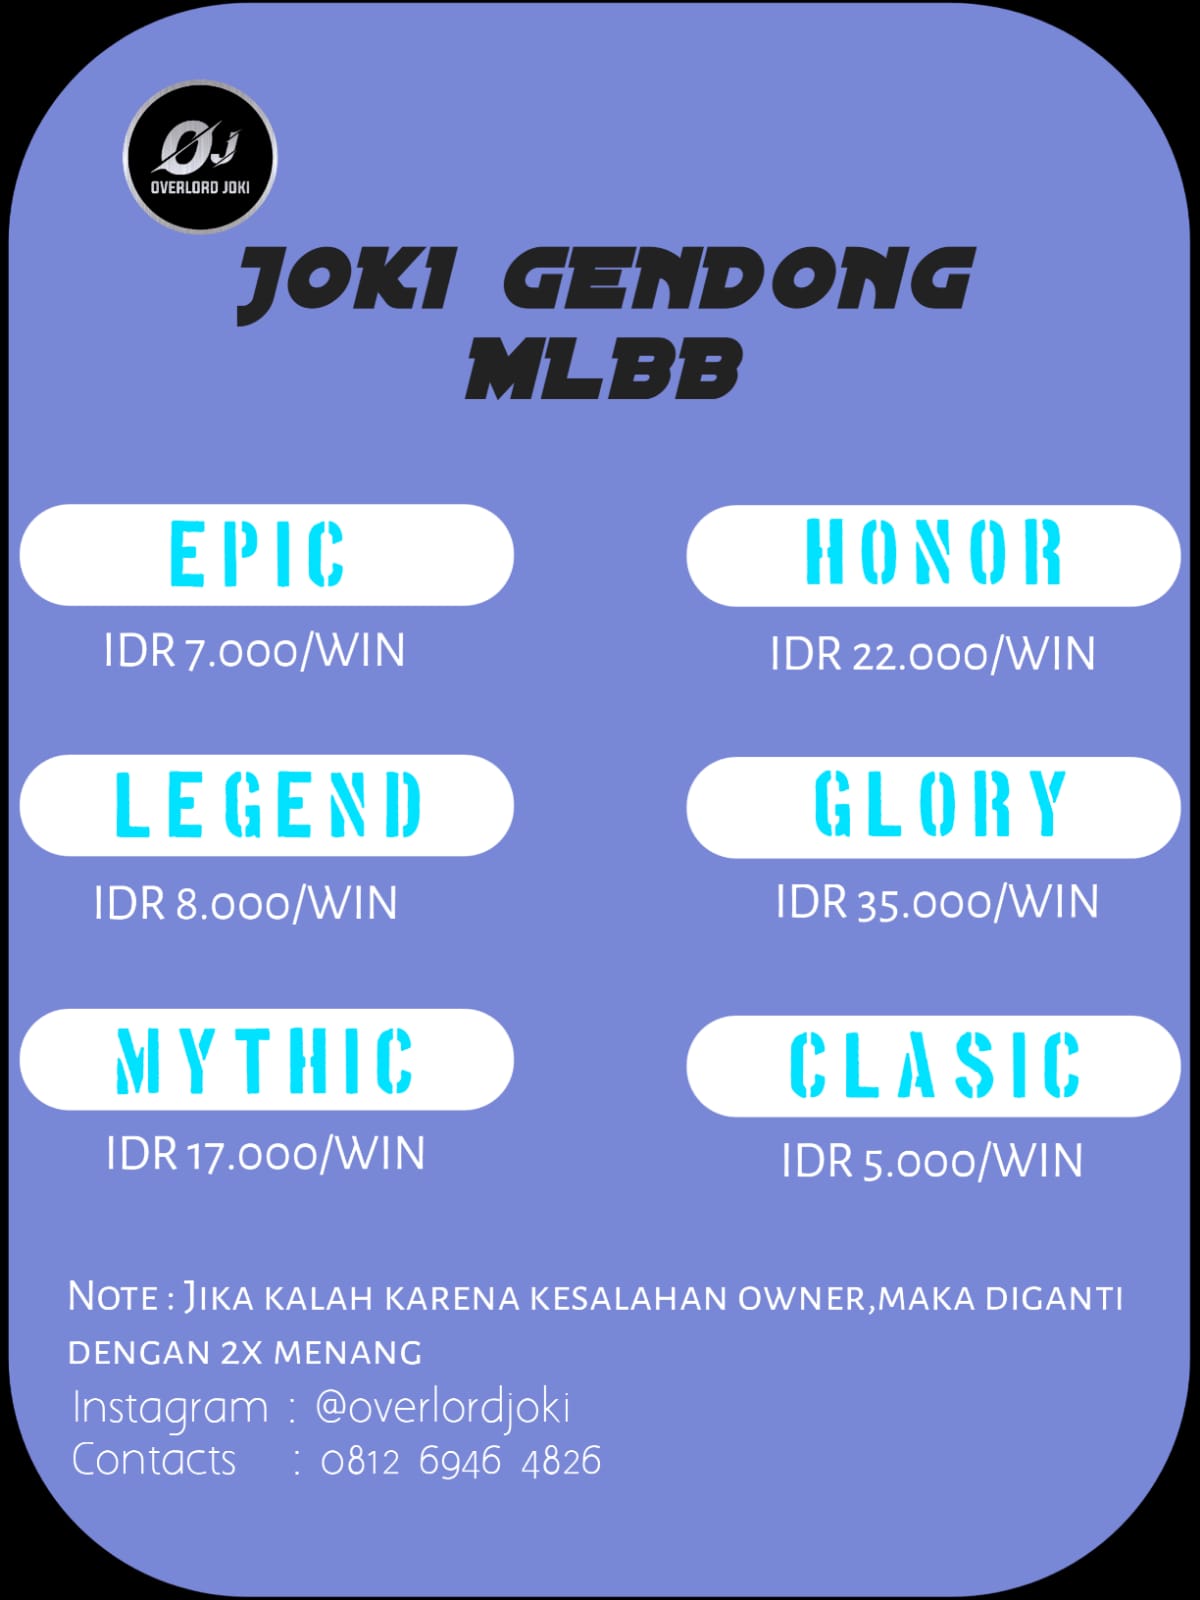 OJ
OVERLORD JOKI
JOKI GENDONG
MLBB
EPIC
IDR 7.000/WIN
HONOR
IDR 22.000/WIN
LEGEND
IDR 8.000/WIN
GLORY
IDR 35.000/WIN
MYTHIC
IDR 17.000/WIN
CLASIC
IDR 5.000/WIN
Note : Jika kalah karena kesalahan owner,maka diganti
dengan 2x menang
Instagram : @overlordjoki
Contacts : 0812 6946 4826